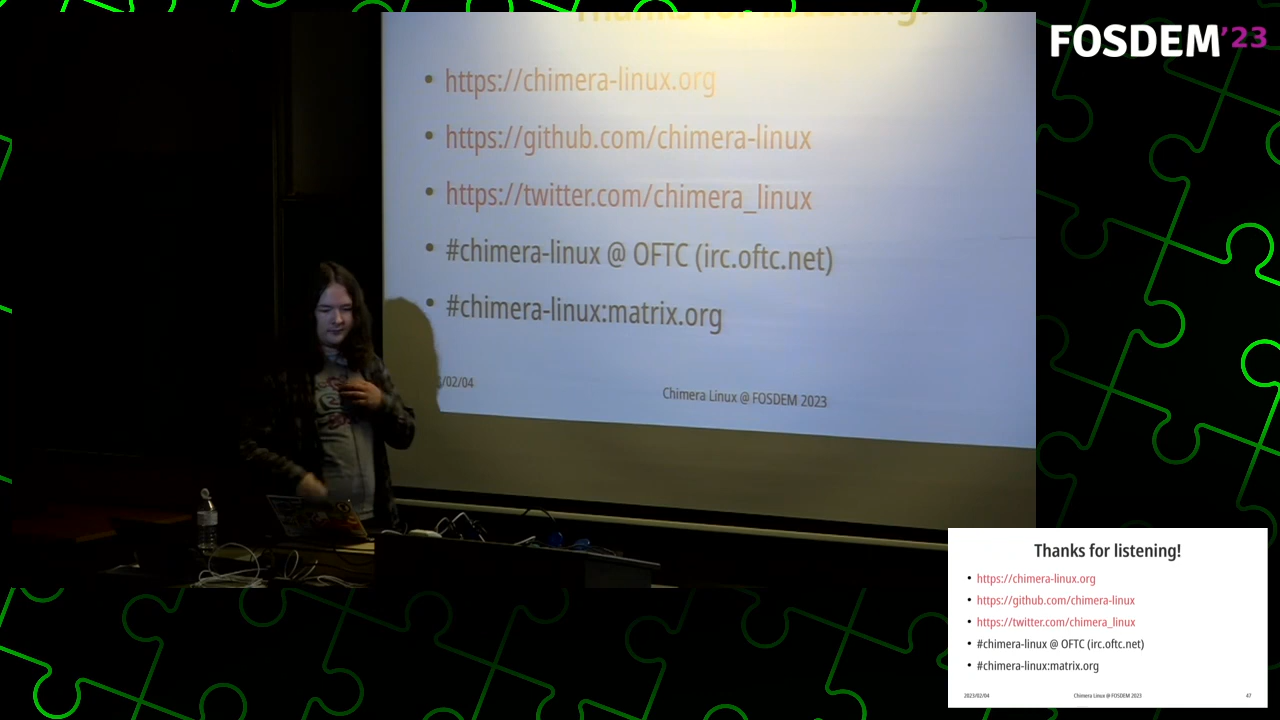 FOSDEM'23
Thanks for listening!
https://chimera-linux.org
https://github.com/chimera-linux
https://twitter.com/chimera_linux
#chimera-linux @ OFTC (irc.oftc.net)
#chimera-linux:matrix.org
/02/04
Chimera Linux @ FOSDEM 2023
Thanks for listening!
https://chimera-linux.org
https://github.com/chimera-linux
https://twitter.com/chimera_linux
#chimera-linux @ OFTC (irc.oftc.net)
#chimera-linux:matrix.org
2023/02/04
Chimera Linux @ FOSDEM 2023
47